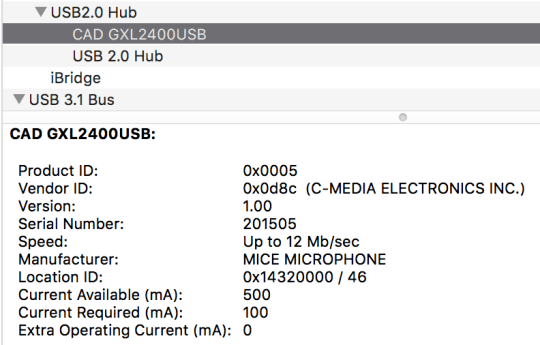 USB2.0 Hub
CAD GXL2400USB
USB 2.0 Hub
iBridge
USB 3.1 Bus
CAD GXL2400USB:
Product ID: 0x0005
Vendor ID: 0x0d8c (C-MEDIA ELECTRONICS INC.)
Version: 1.00
Serial Number: 201505
Speed: Up to 12 Mb/sec
Manufacturer: MICE MICROPHONE
Location ID: 0x14320000 / 46
Current Available (mA): 500
Current Required (mA): 100
Extra Operating Current (mA): 0